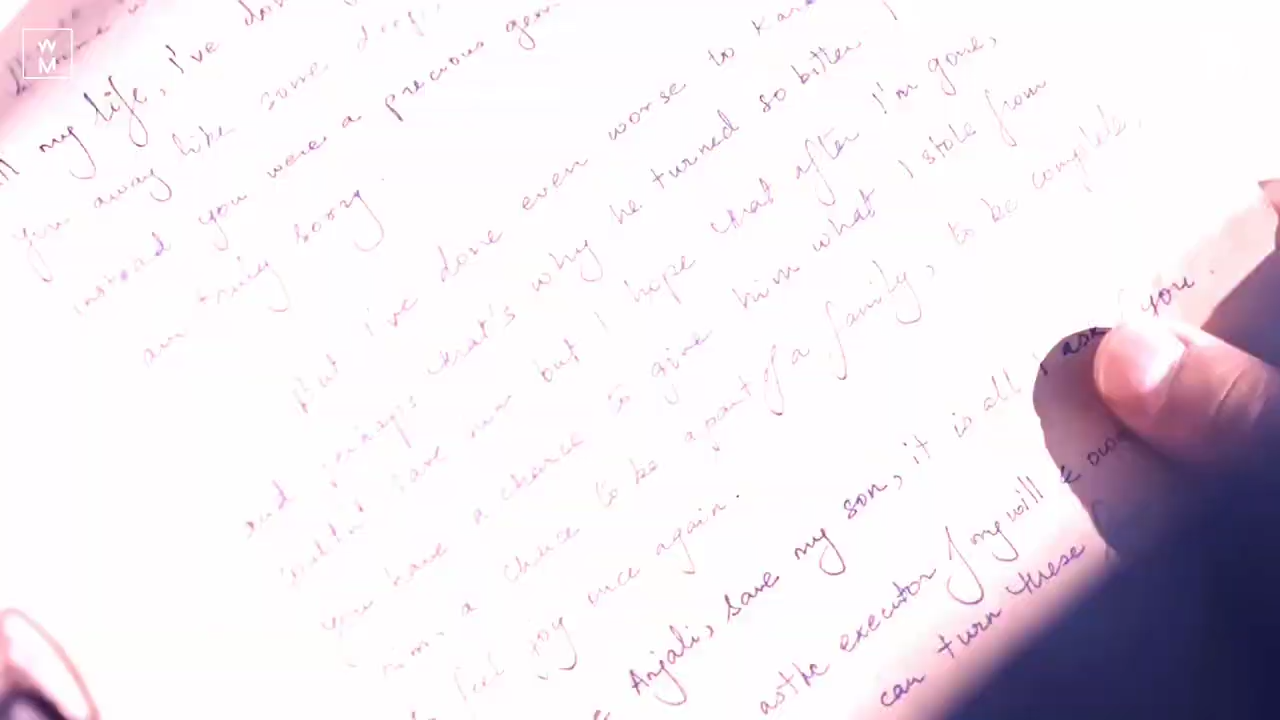 W
M
my life, I've
you away like some
instead you were a precious gem
am truly sorry.
But I've done even worse to
and perhaps that's why he turned so bitter
but I hope that after I'm gone,
you have a chance to give him what I stole from
him, a chance to be a part of a family, to be complete,
feel joy once again.
Anjali, save my son, it is all I ask of you.
as the executor of my will &
can turn these